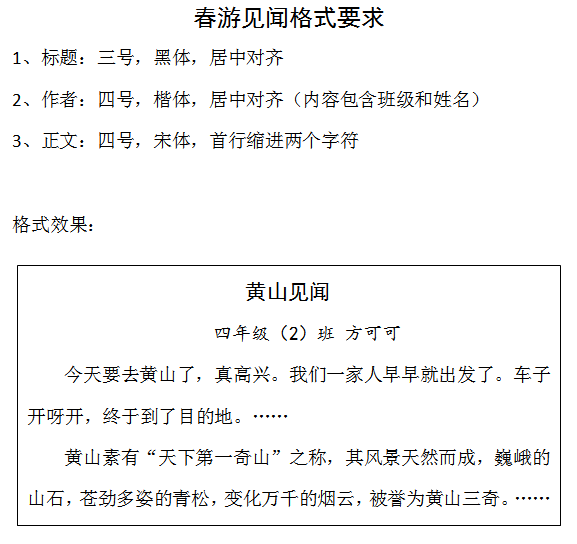 春游见闻格式要求
1、标题：三号，黑体，居中对齐
2、作者：四号，楷体，居中对齐（内容包含班级和姓名）
3、正文：四号，宋体，首行缩进两个字符
格式效果：
黄山见闻
四年级（2）班 方可可
今天要去黄山了，真高兴。我们一家人早早就出发了。车子
开呀开，终于到了目的地。……
黄山素有“天下第一奇山”之称，其风景天然而成，巍峨的
山石，苍劲多姿的青松，变化万千的烟云，被誉为黄山三奇。……